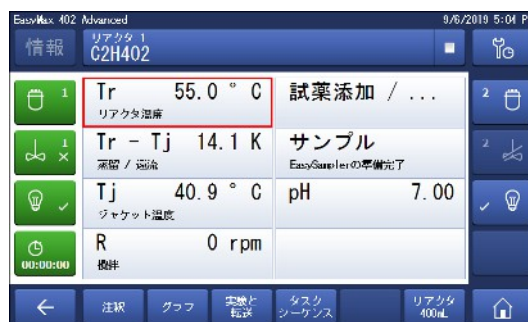 EasyMax 402 Advanced
9/6/2019 5:04 P
情報
リアクタ 1
C2H402
1
Tr 55.0 ° C
リアクタ温度
試薬添加 / ...
2
1
Tr - Tj 14.1 K
蒸留 / 還流
サンプル
EasySamplerの準備完了
2
Tj 40.9 ° C
ジャケット温度
pH 7.00
00:00:00
R 0 rpm
攪拌
注釈
グラフ
実験と
転送
タスク
シーケンス
リアクタ
400mL